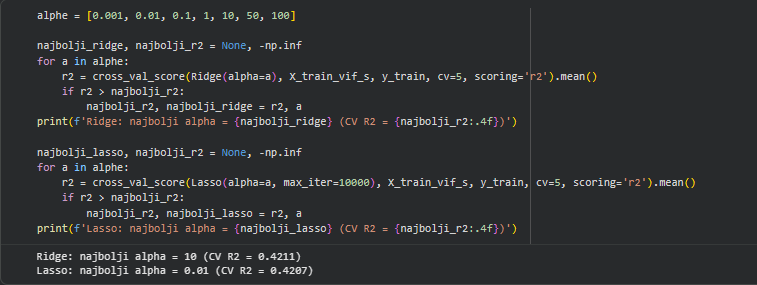 alphe = [0.001, 0.01, 0.1, 1, 10, 50, 100]

najbolji_ridge, najbolji_r2 = None, -np.inf
for a in alphe:
    r2 = cross_val_score(Ridge(alpha=a), X_train_vif_s, y_train, cv=5, scoring='r2').mean()
    if r2 > najbolji_r2:
        najbolji_r2, najbolji_ridge = r2, a
print(f'Ridge: najbolji alpha = {najbolji_ridge} (CV R2 = {najbolji_r2:.4f})')

najbolji_lasso, najbolji_r2 = None, -np.inf
for a in alphe:
    r2 = cross_val_score(Lasso(alpha=a, max_iter=10000), X_train_vif_s, y_train, cv=5, scoring='r2').mean()
    if r2 > najbolji_r2:
        najbolji_r2, najbolji_lasso = r2, a
print(f'Lasso: najbolji alpha = {najbolji_lasso} (CV R2 = {najbolji_r2:.4f})')
Ridge: najbolji alpha = 10 (CV R2 = 0.4211)
Lasso: najbolji alpha = 0.01 (CV R2 = 0.4207)